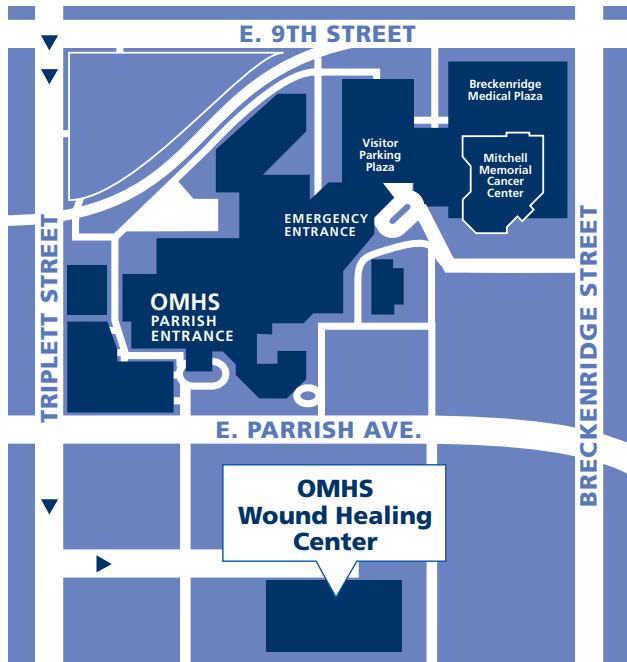 E. 9TH STREET
Breckenridge
Medical Plaza
Visitor
Parking
Plaza
Mitchell
Memorial
Cancer
Center
EMERGENCY
ENTRANCE
OMHS
PARRISH
ENTRANCE
TRIPLETT STREET
BRECKENRIDGE STREET
E. PARRISH AVE.
OMHS
Wound Healing
Center